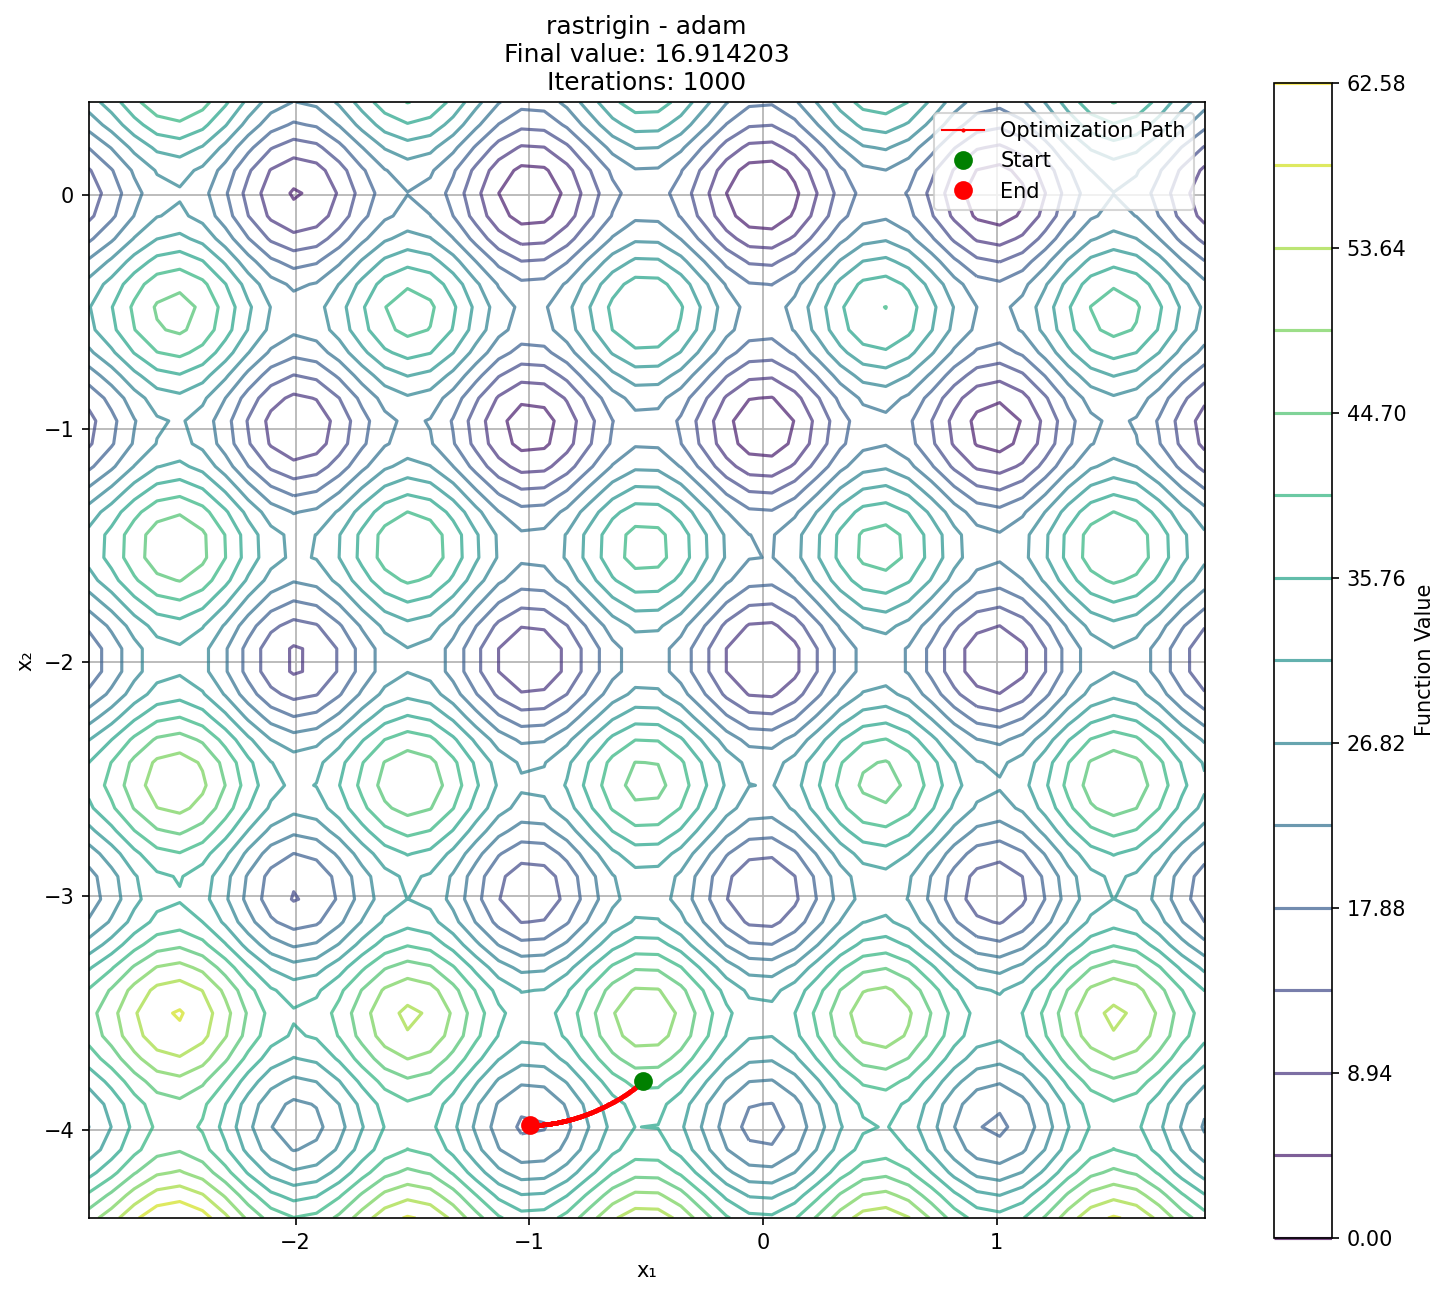 rastrigin - adam
Final value: 16.914203
Iterations: 1000
Optimization Path
Start
End
0
−1
−2
−3
−4
x₂
−2
−1
0
1
x₁
62.58
53.64
44.70
35.76
26.82
17.88
8.94
0.00
Function Value